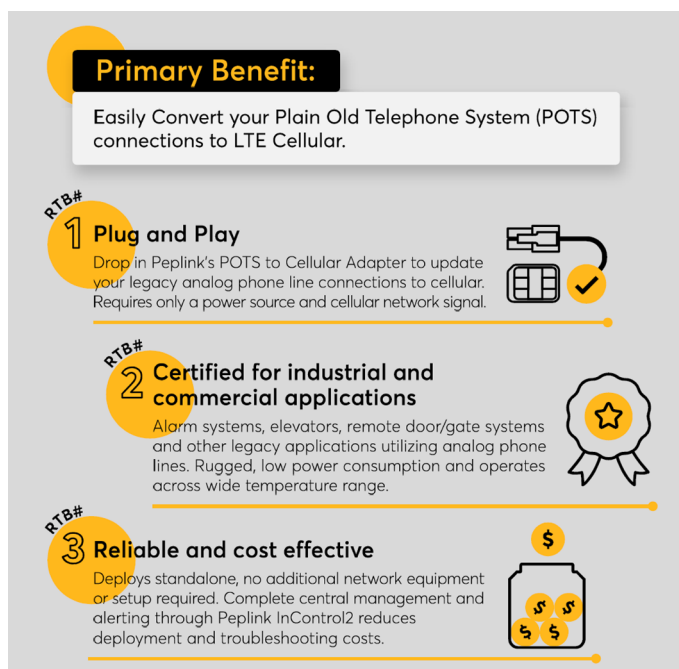 Primary Benefit:
Easily Convert your Plain Old Telephone System (POTS)
connections to LTE Cellular.
RTB#
1
Plug and Play
Drop in Peplink's POTS to Cellular Adapter to update
your legacy analog phone line connections to cellular.
Requires only a power source and cellular network signal.
RTB#
2
Certified for industrial and
commercial applications
Alarm systems, elevators, remote door/gate systems
and other legacy applications utilizing analog phone
lines. Rugged, low power consumption and operates
across wide temperature range.
RTB#
3
Reliable and cost effective
Deploys standalone, no additional network equipment
or setup required. Complete central management and
alerting through Peplink InControl2 reduces
deployment and troubleshooting costs.
$
$ $
$ $